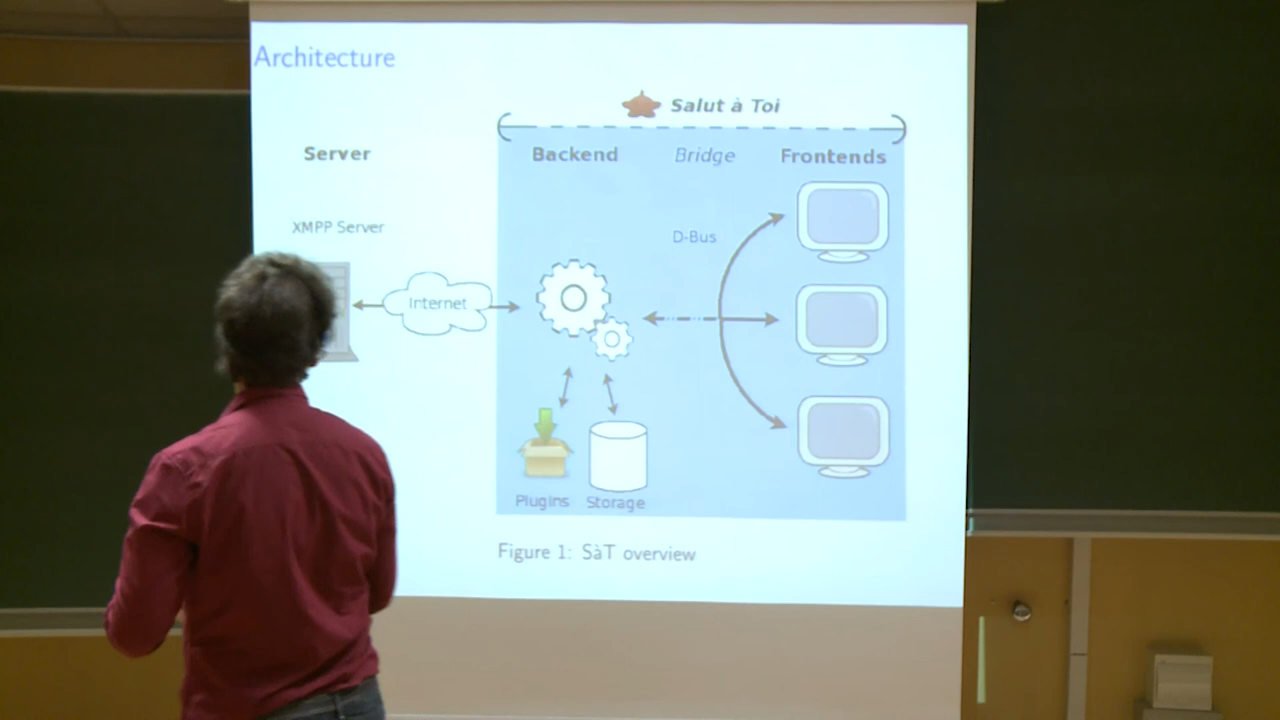 Architecture
Salut à Toi
Server
Backend
Bridge
Frontends
XMPP Server
D-Bus
Internet
Plugins
Storage
Figure 1: SàT overview